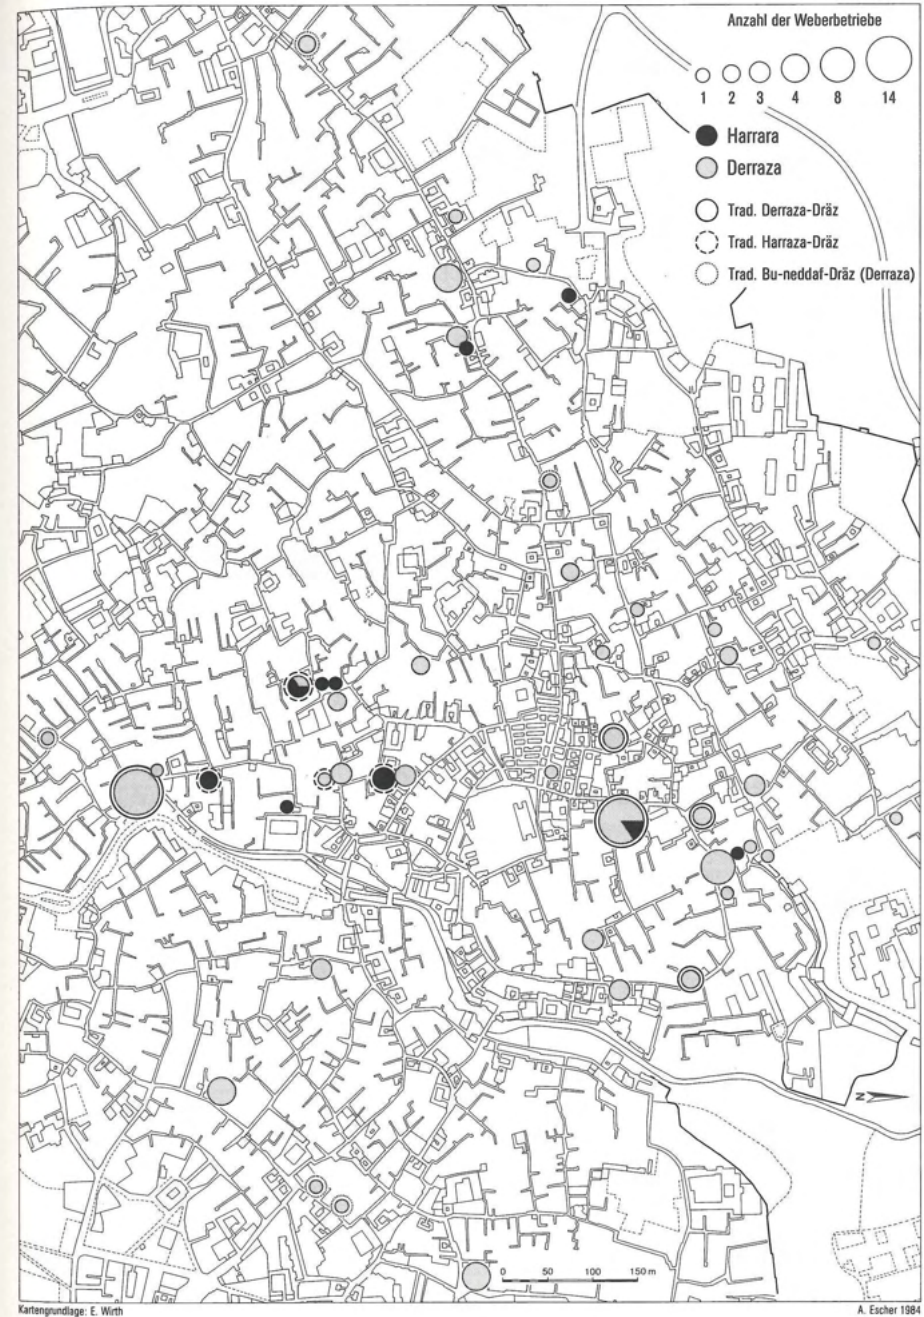 Anzahl der Weberbetriebe
1 2 3 4 8 14
Harrara
Derraza
Trad. Derraza-Dräz
Trad. Harraza-Dräz
Trad. Bu-neddaf-Dräz (Derraza)
N
0 50 100 150 m
Kartengrundlage: E. Wirth
A. Escher 1984